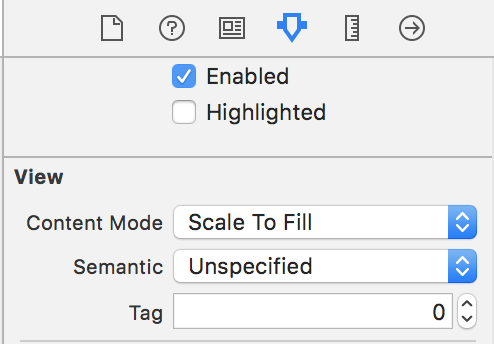 Enabled
Highlighted
View
Content Mode Scale To Fill
Semantic Unspecified
Tag 0